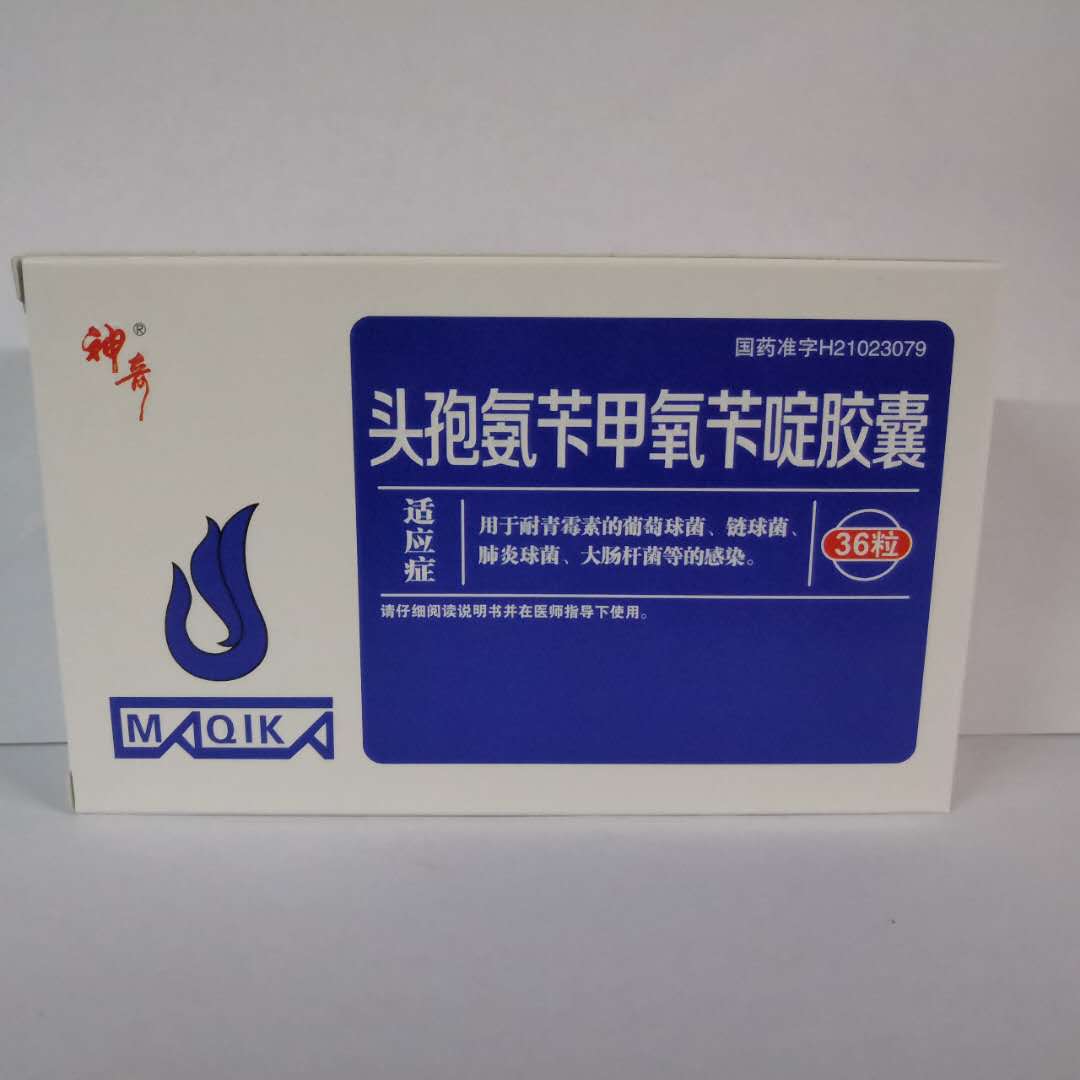 神奇®
MAQIKA
国药准字H21023079
头孢氨苄甲氧苄啶胶囊
适应症
用于耐青霉素的葡萄球菌、链球菌、
肺炎球菌、大肠杆菌等的感染。
36粒
请仔细阅读说明书并在医师指导下使用。